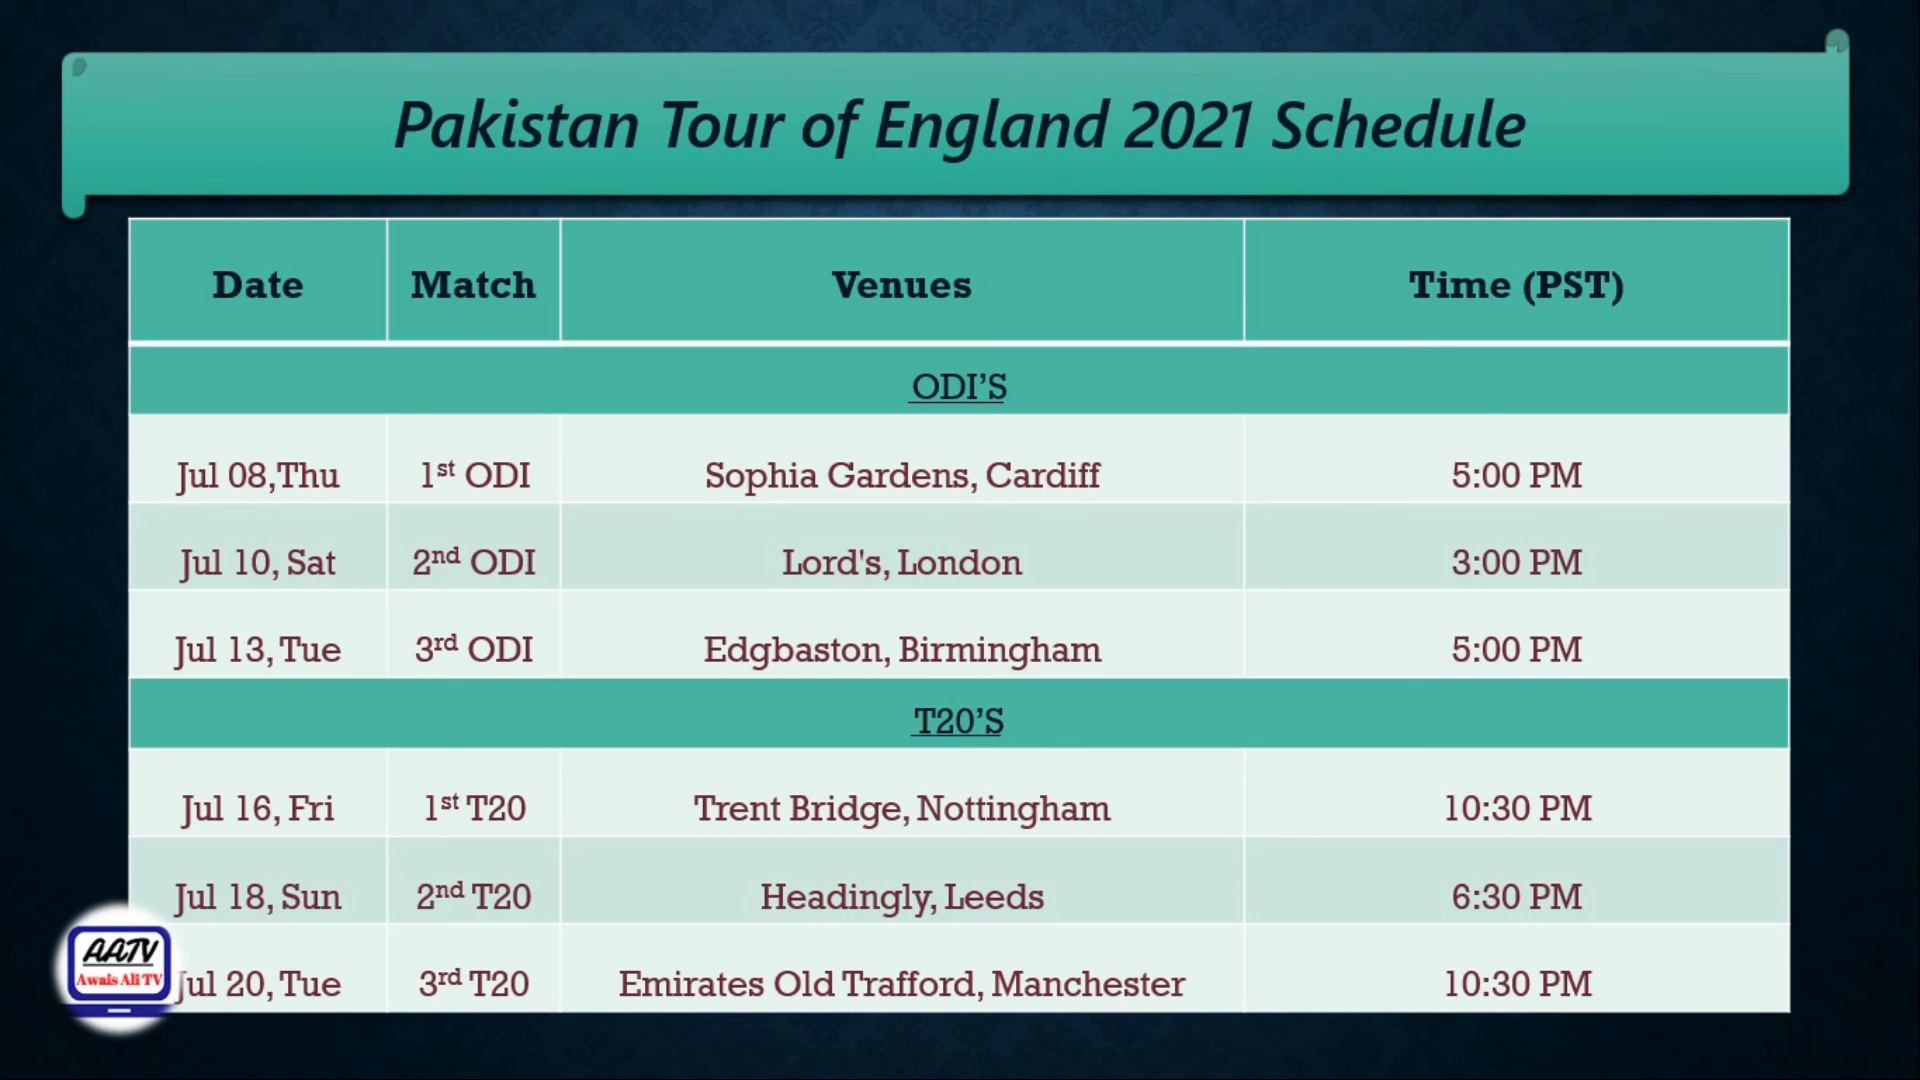 Pakistan Tour of England 2021 Schedule
Date Match Venues Time (PST)
ODI’S
Jul 08,Thu 1st ODI Sophia Gardens, Cardiff 5:00 PM
Jul 10, Sat 2nd ODI Lord's, London 3:00 PM
Jul 13, Tue 3rd ODI Edgbaston, Birmingham 5:00 PM
T20’S
Jul 16, Fri 1st T20 Trent Bridge, Nottingham 10:30 PM
Jul 18, Sun 2nd T20 Headingly, Leeds 6:30 PM
Jul 20, Tue 3rd T20 Emirates Old Trafford, Manchester 10:30 PM
AATV
Awais Ali TV